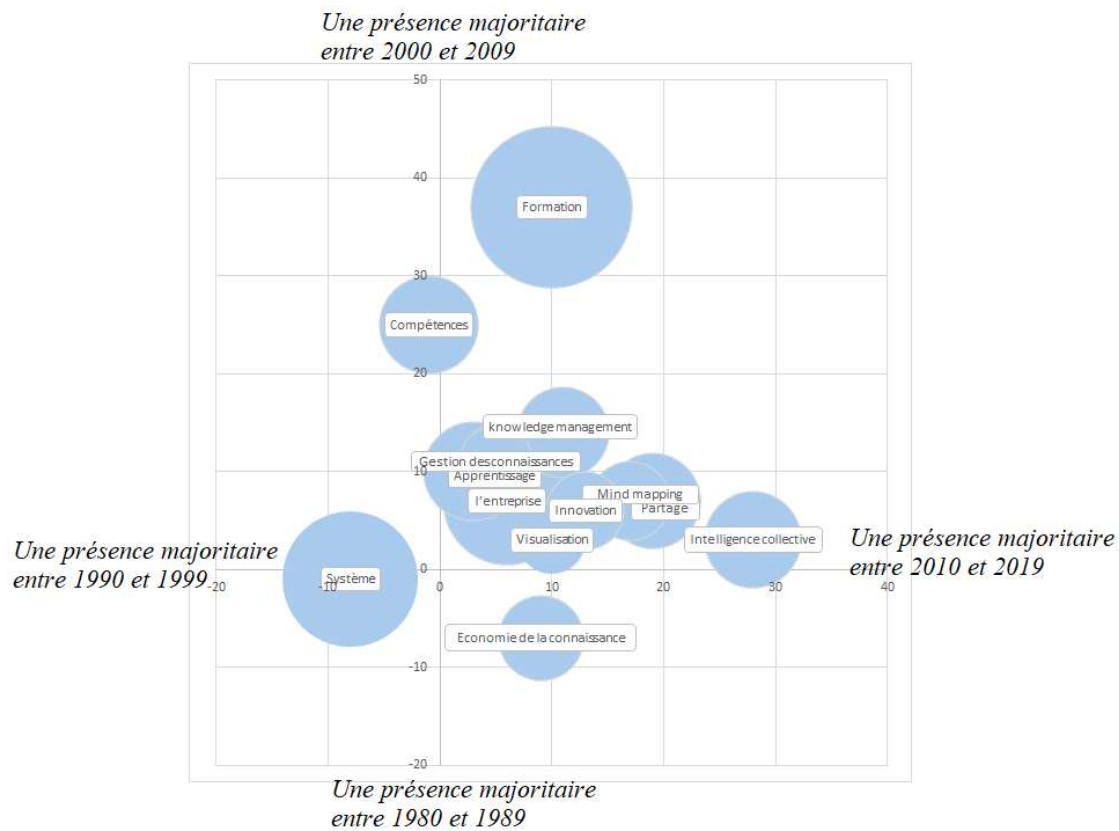 Une présence majoritaire
entre 2000 et 2009
50
40
Formation
30
Compétences
20
knowledge management
Gestion desconnaissances
10
Apprentissage
Mind mapping
l'entreprise
Innovation
Partage
Visualisation
Intelligence collective
Une présence majoritaire
entre 1990 et 1999
Une présence majoritaire
entre 2010 et 2019
0
Système
-20 -10 0 10 20 30 40
Economie de la connaissance
-10
-20
Une présence majoritaire
entre 1980 et 1989